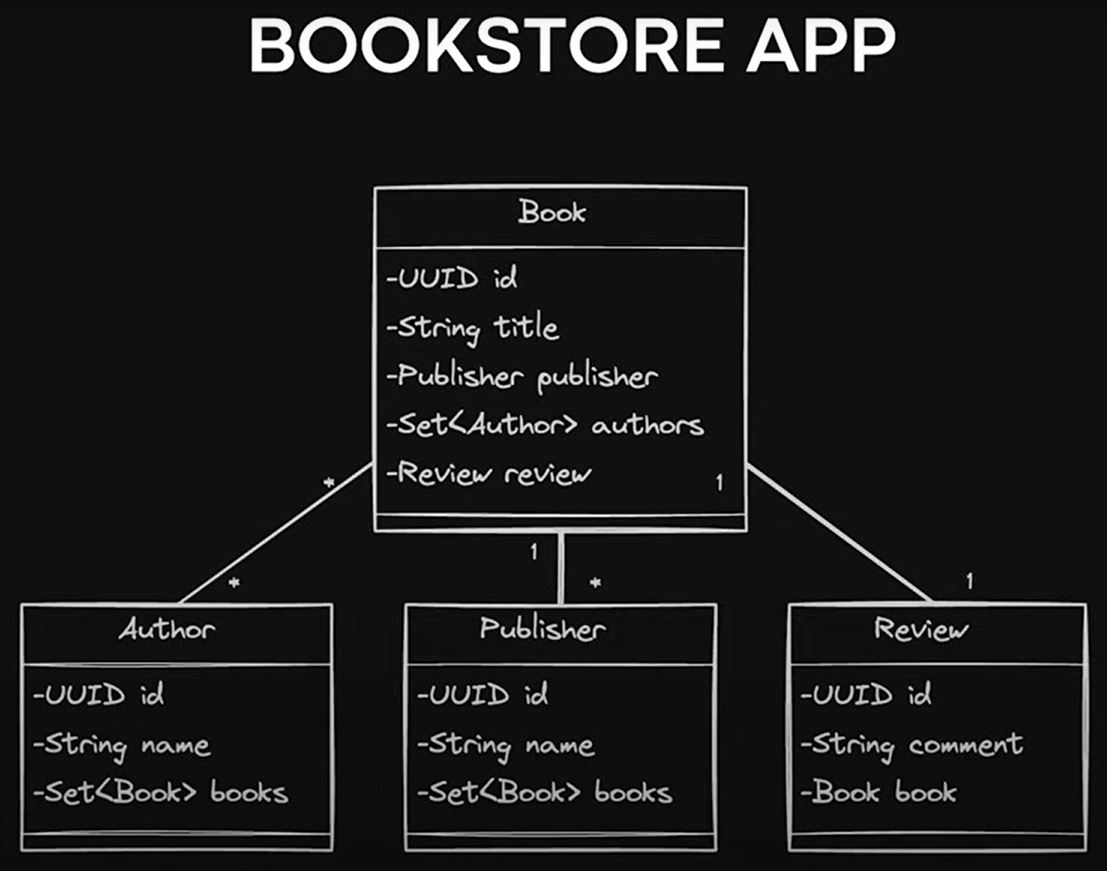 BOOKSTORE APP
Book
-UUID id
-String title
-Publisher publisher
-Set<Author> authors
-Review review
1
*
*
1
*
1
Author
-UUID id
-String name
-Set<Book> books
Publisher
-UUID id
-String name
-Set<Book> books
Review
-UUID id
-String comment
-Book book